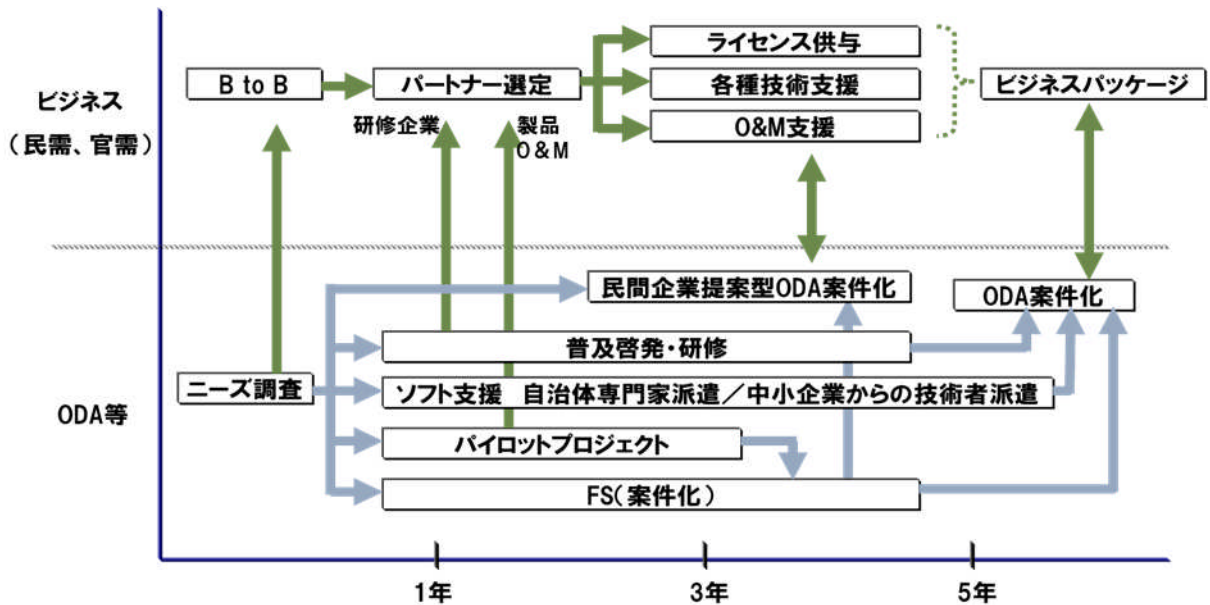 ビジネス
(民需、官需)
B to B
パートナー選定
ライセンス供与
各種技術支援
O&M支援
ビジネスパッケージ
研修企業
製品
O&M
ODA等
ニーズ調査
民間企業提案型ODA案件化
ODA案件化
普及啓発・研修
ソフト支援 自治体専門家派遣/中小企業からの技術者派遣
パイロットプロジェクト
FS(案件化)
1年
3年
5年